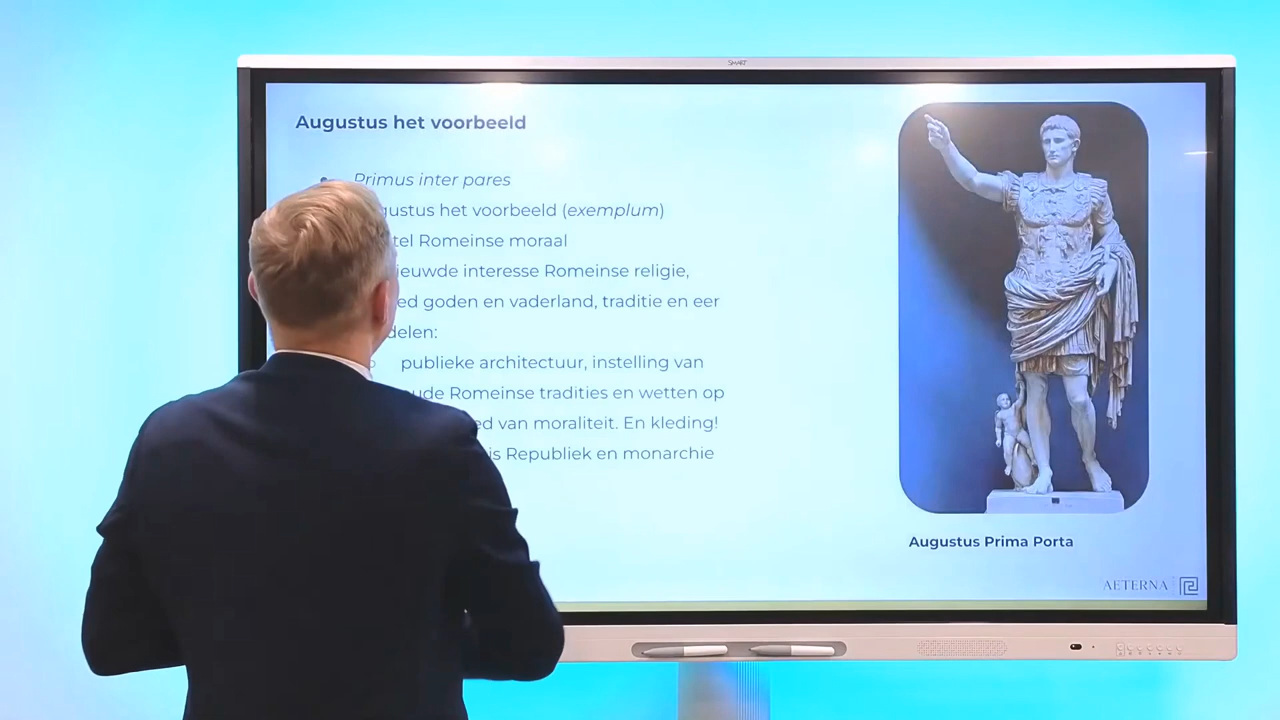 SMART
Augustus het voorbeeld
Primus inter pares
gustus het voorbeeld (exemplum)
tel Romeinse moraal
ieuwde interesse Romeinse religie,
ed goden en vaderland, traditie en eer
delen:
publieke architectuur, instelling van
ude Romeinse tradities en wetten op
ed van moraliteit. En kleding!
is Republiek en monarchie
Augustus Prima Porta
AETERNA